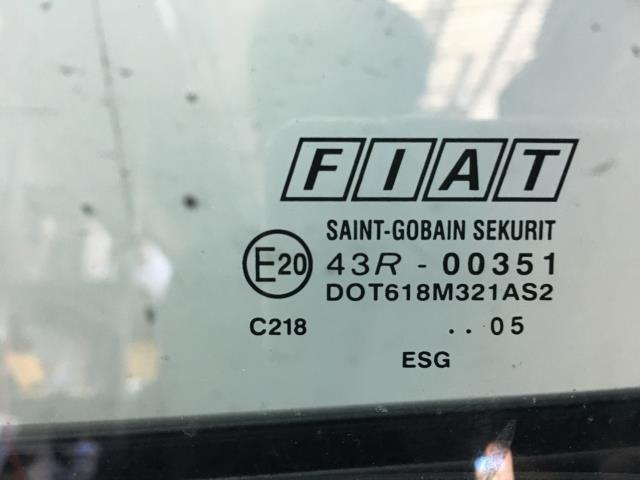 FIAT
SAINT-GOBAIN SEKURIT
E20 43R - 00351
DOT618M321AS2
C218 .. 05
ESG